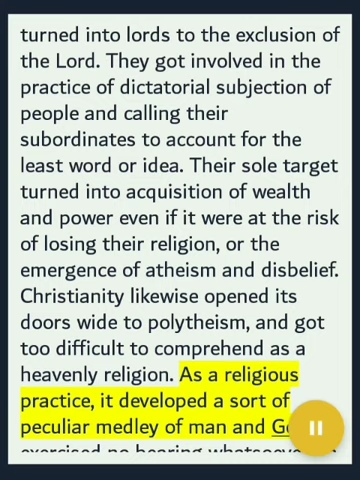 turned into lords to the exclusion of
the Lord. They got involved in the
practice of dictatorial subjection of
people and calling their
subordinates to account for the
least word or idea. Their sole target
turned into acquisition of wealth
and power even if it were at the risk
of losing their religion, or the
emergence of atheism and disbelief.
Christianity likewise opened its
doors wide to polytheism, and got
too difficult to comprehend as a
heavenly religion. As a religious
practice, it developed a sort of
peculiar medley of man and
exercised no bearing